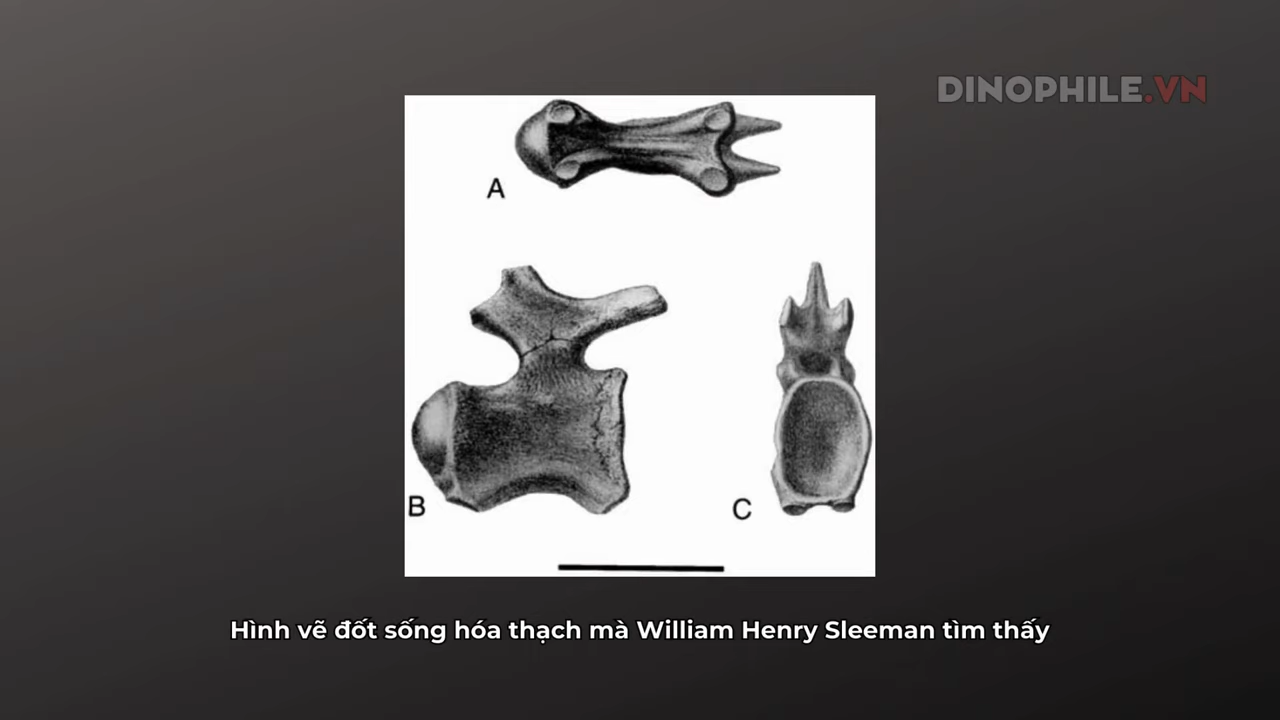 DINOPHILE.VN
A
B
C
Hình vẽ đốt sống hóa thạch mà William Henry Sleeman tìm thấy